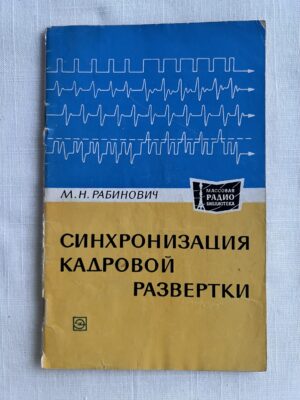 М. Н. РАБИНОВИЧ
МАССОВАЯ
РАДИО
БИБЛИОТЕКА
СИНХРОНИЗАЦИЯ
КАДРОВОЙ
РАЗВЕРТКИ